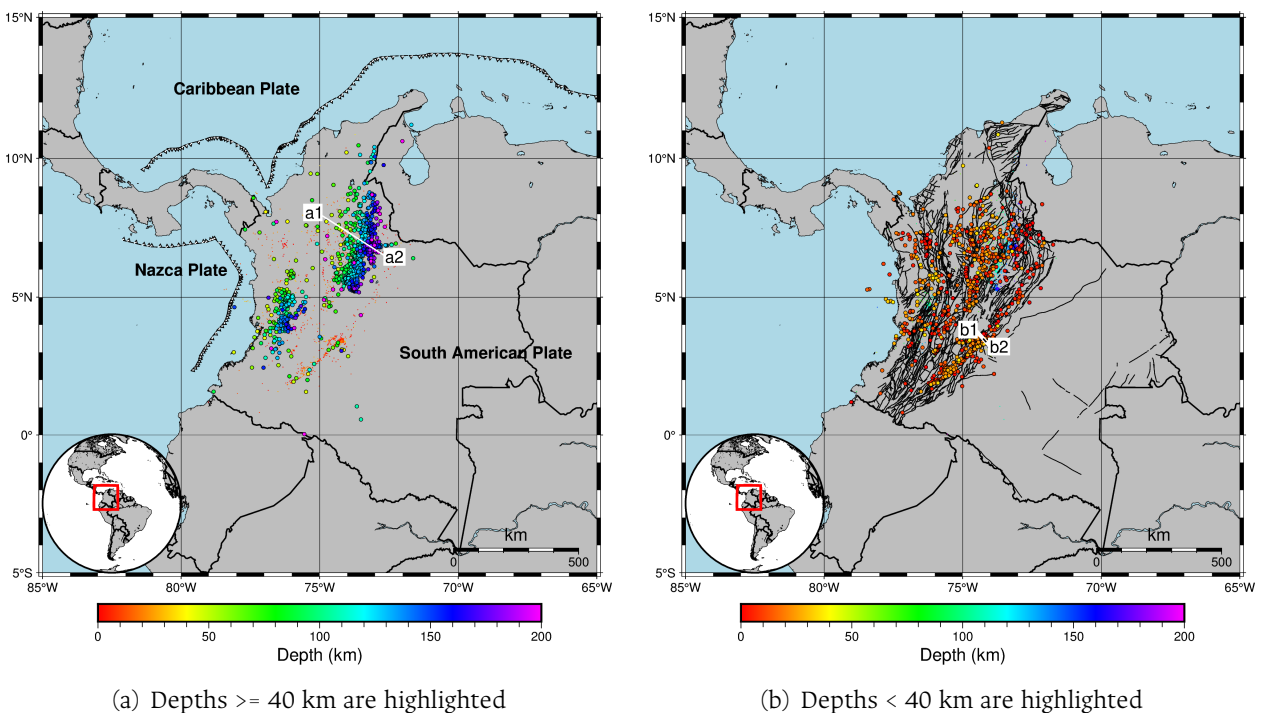 15°N
10°N
5°N
0°
5°S
85°W
80°W
75°W
70°W
65°W
Caribbean Plate
Nazca Plate
South American Plate
a1
a2
km
0
500
0
50
100
150
200
Depth (km)
(a) Depths >= 40 km are highlighted
15°N
10°N
5°N
0°
5°S
85°W
80°W
75°W
70°W
65°W
b1
b2
km
0
500
0
50
100
150
200
Depth (km)
(b) Depths < 40 km are highlighted